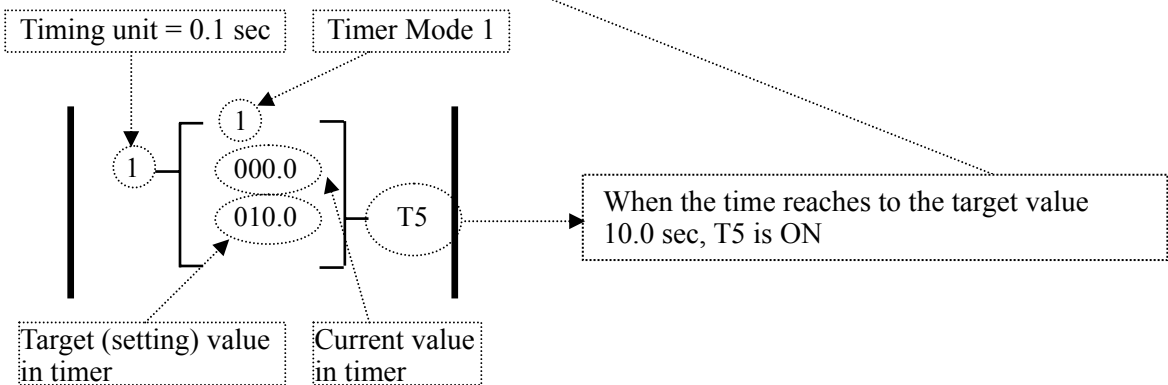 Timing unit = 0.1 sec
Timer Mode 1
1
1
000.0
010.0
T5
When the time reaches to the target value
10.0 sec, T5 is ON
Target (setting) value
in timer
Current value
in timer